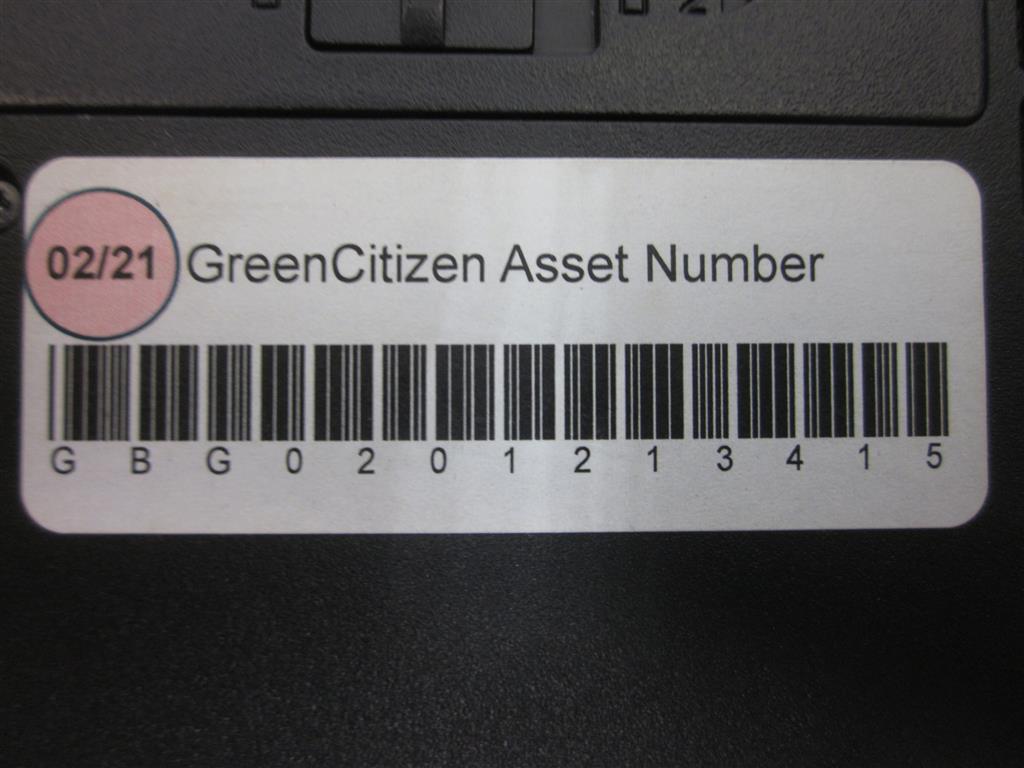 02/21 GreenCitizen Asset Number
G B G 0 2 0 1 2 1 3 4 1 5